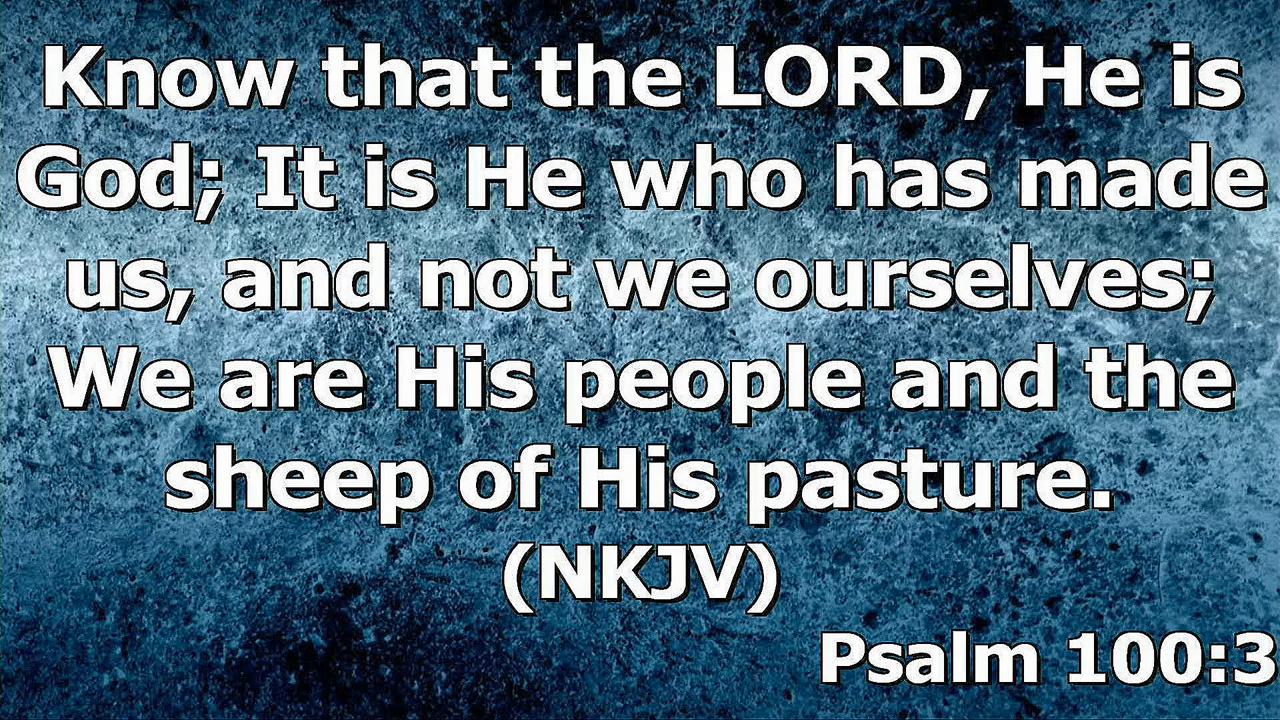 Know that the LORD, He is
God; It is He who has made
us, and not we ourselves;
We are His people and the
sheep of His pasture.
(NKJV)
Psalm 100:3